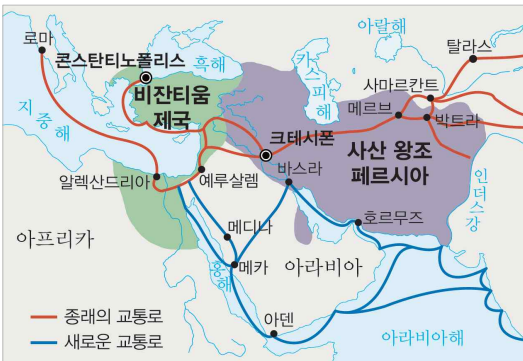 로마
콘스탄티노폴리스
흑해
비잔티움
제국
지중해
카스피해
아랄해
탈라스
사마르칸트
메르브
박트라
크테시폰
사산 왕조
페르시아
바스라
인더스강
알렉산드리아
예루살렘
호르무즈
메디나
아프리카
메카
아라비아
홍해
아덴
아라비아해
종래의 교통로
새로운 교통로